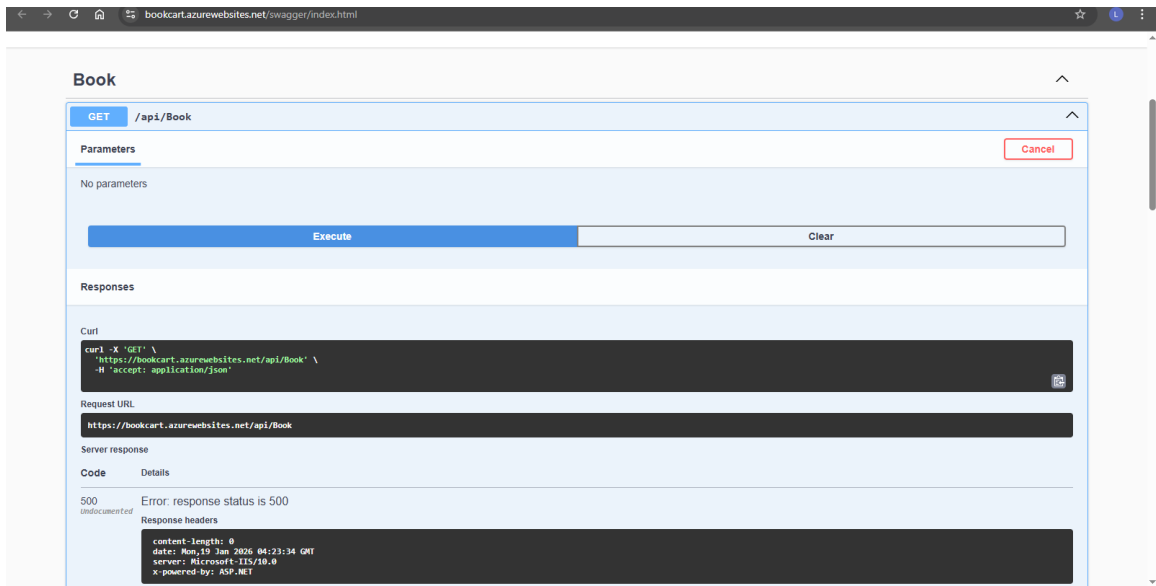 bookcart.azurewebsites.net/swagger/index.html
L
Book
GET /api/Book
Parameters
Cancel
No parameters
Execute
Clear
Responses
Curl
curl -X 'GET' \
'https://bookcart.azurewebsites.net/api/Book' \
-H 'accept: application/json'
Request URL
https://bookcart.azurewebsites.net/api/Book
Server response
Code Details
500 Error: response status is 500
Undocumented
Response headers
content-length: 0
date: Mon,19 Jan 2026 04:23:34 GMT
server: Microsoft-IIS/10.0
x-powered-by: ASP.NET